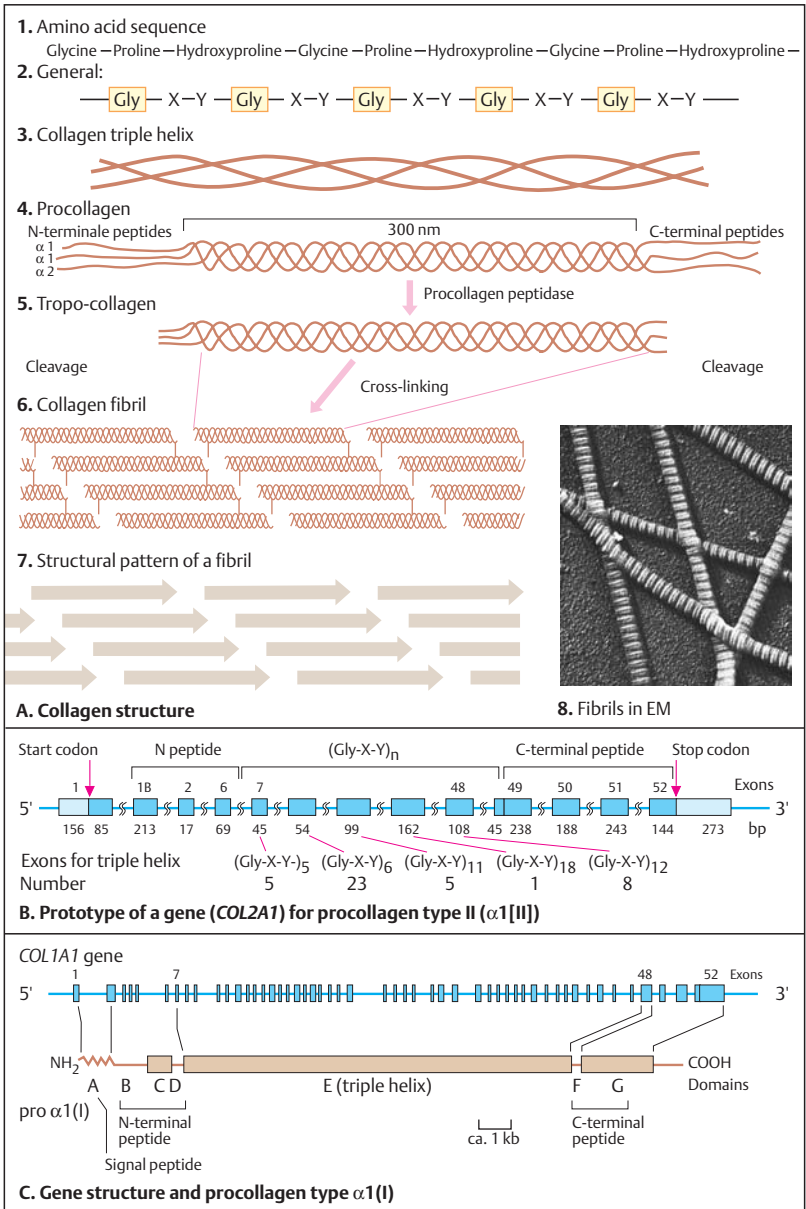 1. Amino acid sequence
Glycine – Proline – Hydroxyproline – Glycine – Proline – Hydroxyproline – Glycine – Proline – Hydroxyproline –
2. General:
Gly X–Y Gly X–Y Gly X–Y Gly X–Y Gly X–Y
3. Collagen triple helix
4. Procollagen
N-terminale peptides 300 nm C-terminal peptides
α 1
α 1
α 2
Procollagen peptidase
5. Tropo-collagen
Cleavage Cleavage
Cross-linking
6. Collagen fibril
7. Structural pattern of a fibril
A. Collagen structure
8. Fibrils in EM
Start codon N peptide (Gly-X-Y)n C-terminal peptide Stop codon
1 1B 2 6 7 48 49 50 51 52 Exons
5' 3'
156 85 213 17 69 45 54 99 162 108 45 238 188 243 144 273 bp
Exons for triple helix (Gly-X-Y-)5 (Gly-X-Y)6 (Gly-X-Y)11 (Gly-X-Y)18 (Gly-X-Y)12
Number 5 23 5 1 8
B. Prototype of a gene (COL2A1) for procollagen type II (α1[II])
COL1A1 gene
1 7 48 52 Exons
5' 3'
NH2 COOH
A B C D E (triple helix) F G Domains
pro α1(I)
N-terminal peptide
ca. 1 kb
C-terminal peptide
Signal peptide
C. Gene structure and procollagen type α1(I)